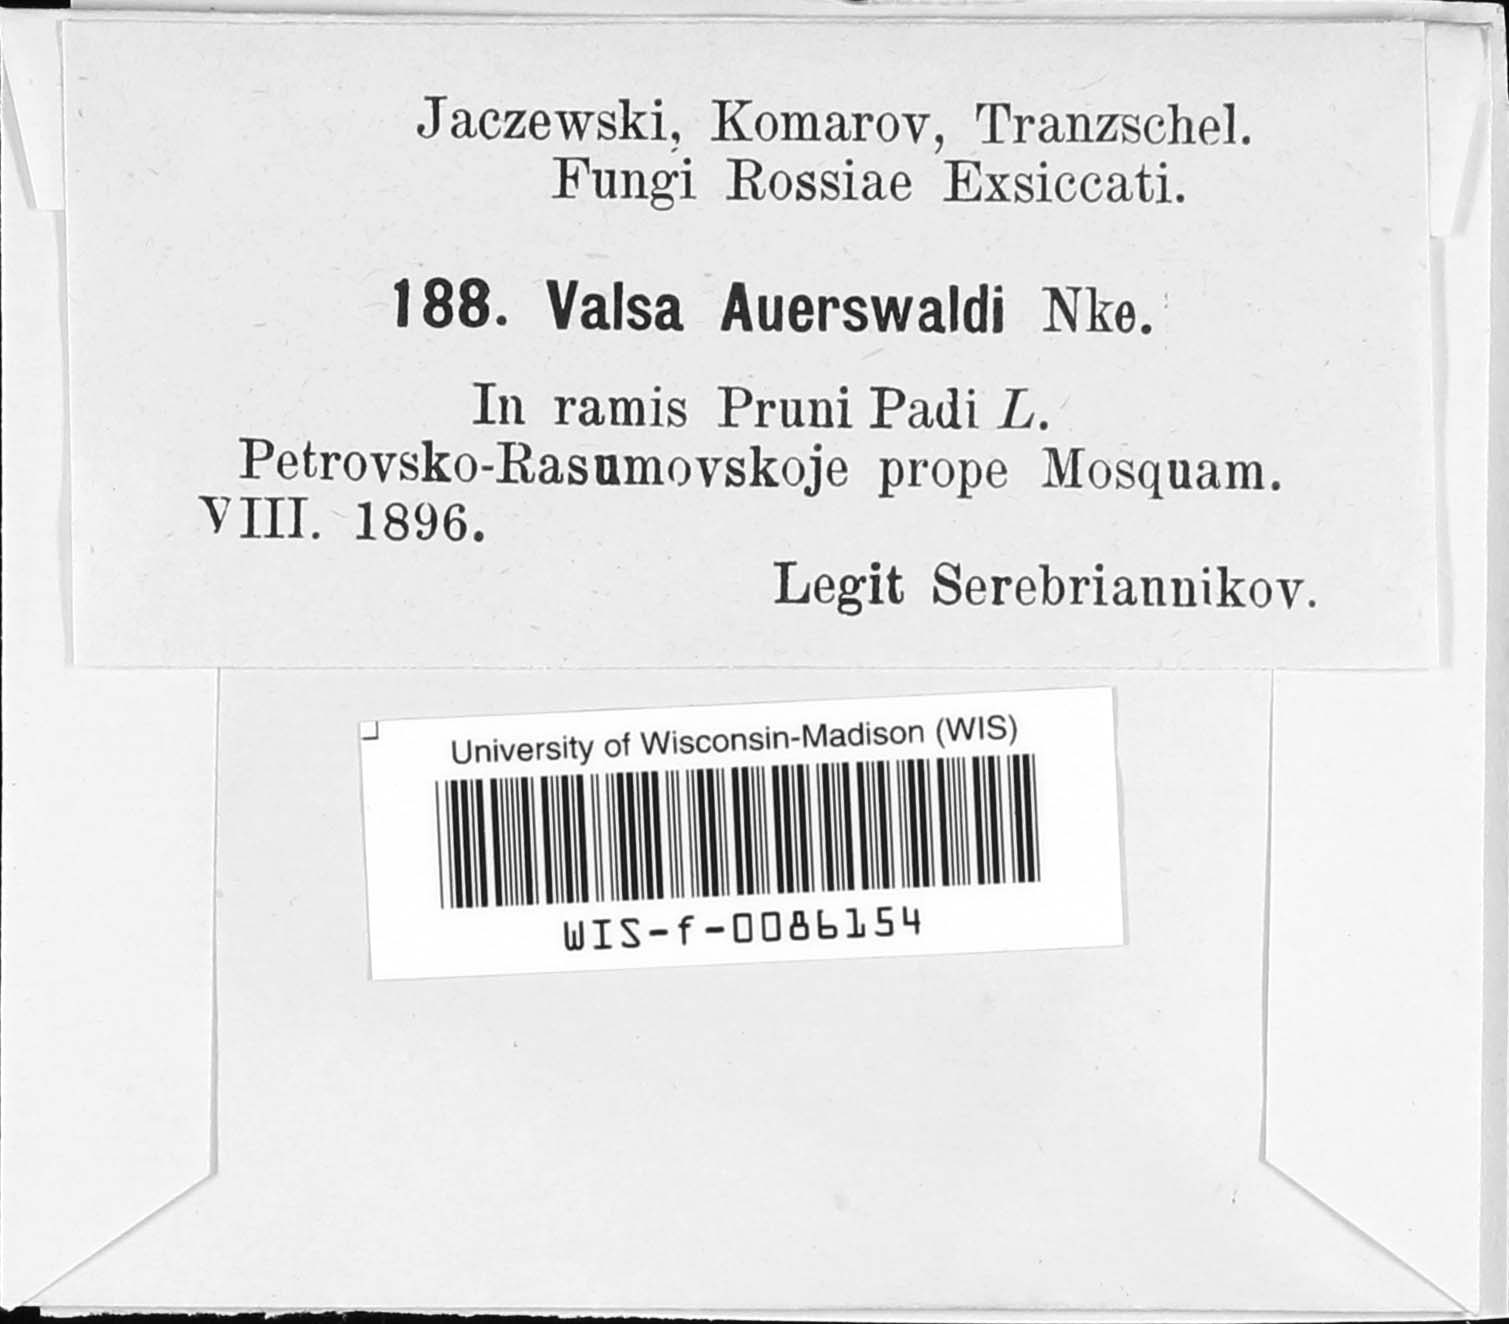 Jaczewski, Komarov, Tranzschel.
Fungi Rossiae Exsiccati.
188. Valsa Auerswaldi Nke.
In ramis Pruni Padi L.
Petrovsko-Rasumovskoje prope Mosquam.
VIII. 1896.
Legit Serebriannikov.
University of Wisconsin-Madison (WIS)
WIS-f-0086154